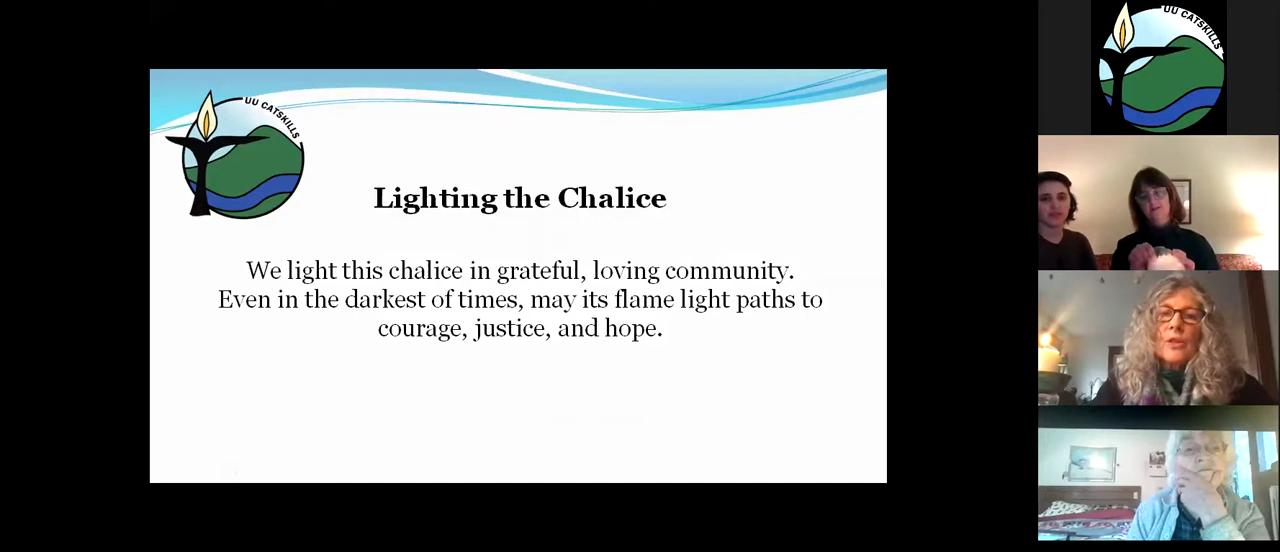 UU CATSKILLS
Lighting the Chalice
We light this chalice in grateful, loving community.
Even in the darkest of times, may its flame light paths to
courage, justice, and hope.
UU CATSKILLS